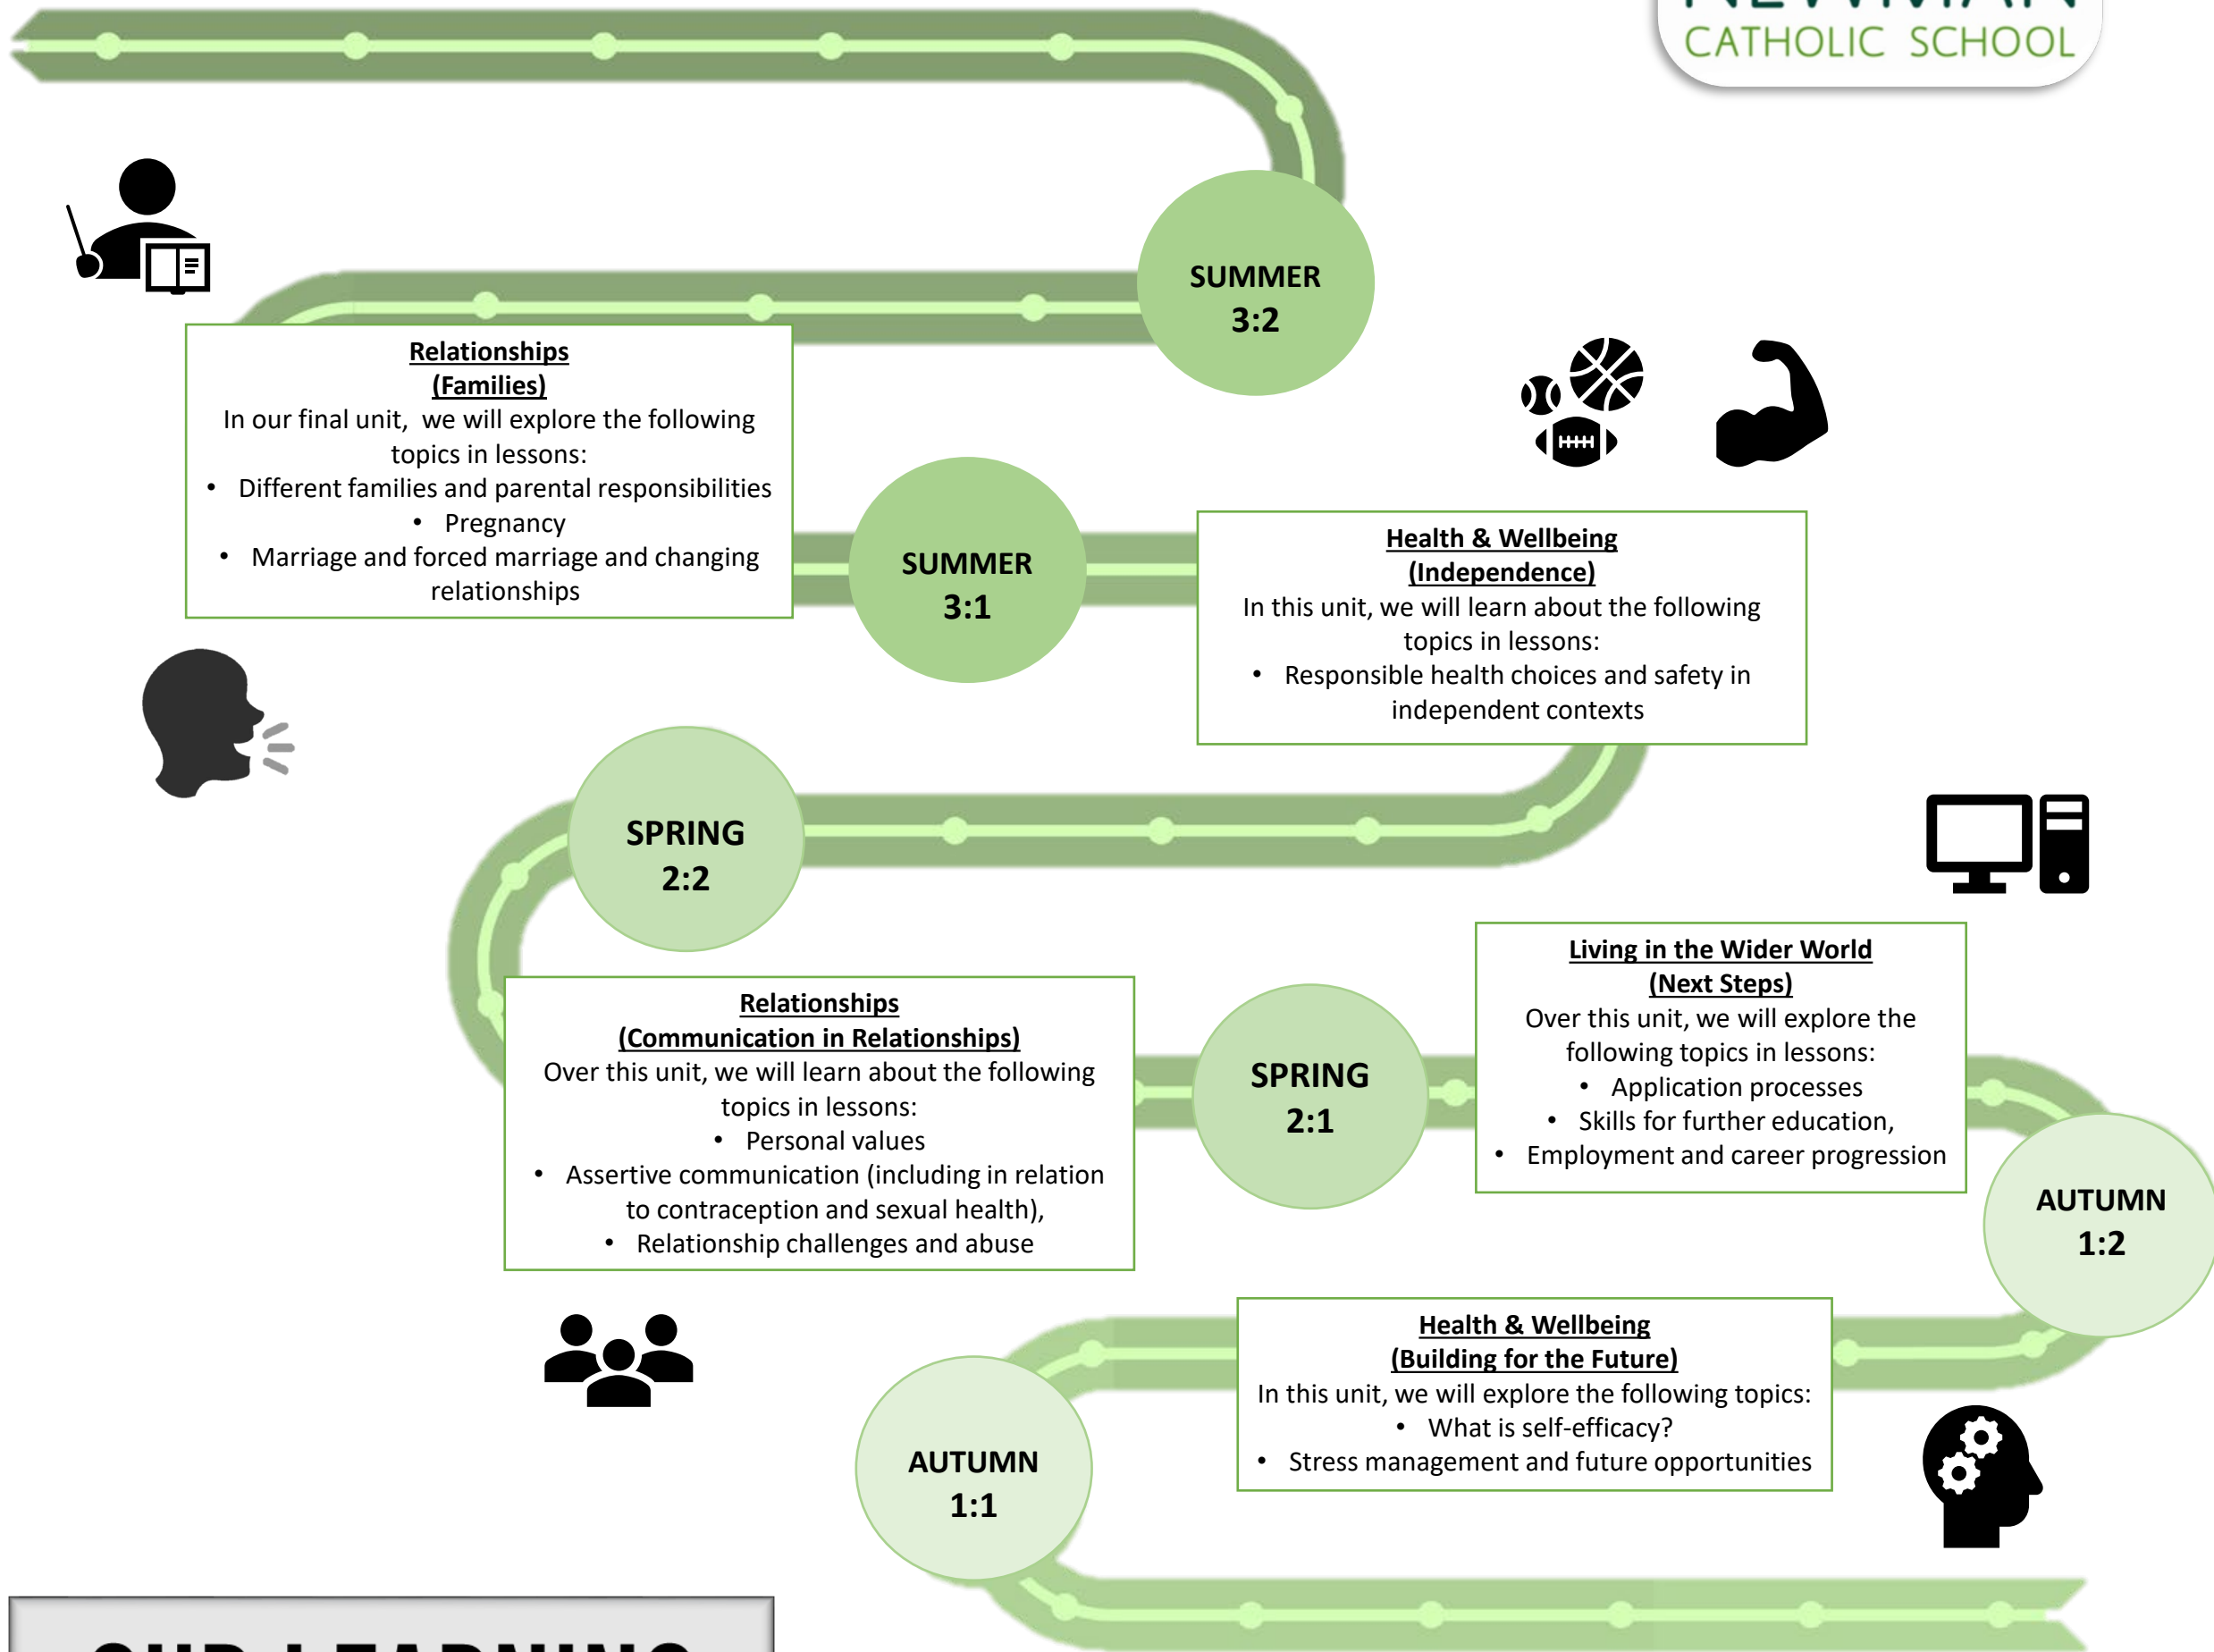 NEWMAN
CATHOLIC SCHOOL
SUMMER
3:2
Relationships
(Families)
In our final unit, we will explore the following
topics in lessons:
• Different families and parental responsibilities
• Pregnancy
• Marriage and forced marriage and changing
relationships
SUMMER
3:1
Health & Wellbeing
(Independence)
In this unit, we will learn about the following
topics in lessons:
• Responsible health choices and safety in
independent contexts
SPRING
2:2
Relationships
(Communication in Relationships)
Over this unit, we will learn about the following
topics in lessons:
• Personal values
• Assertive communication (including in relation
to contraception and sexual health),
• Relationship challenges and abuse
SPRING
2:1
Living in the Wider World
(Next Steps)
Over this unit, we will explore the
following topics in lessons:
• Application processes
• Skills for further education,
• Employment and career progression
AUTUMN
1:2
Health & Wellbeing
(Building for the Future)
In this unit, we will explore the following topics:
• What is self-efficacy?
• Stress management and future opportunities
AUTUMN
1:1
OUR LEARNING